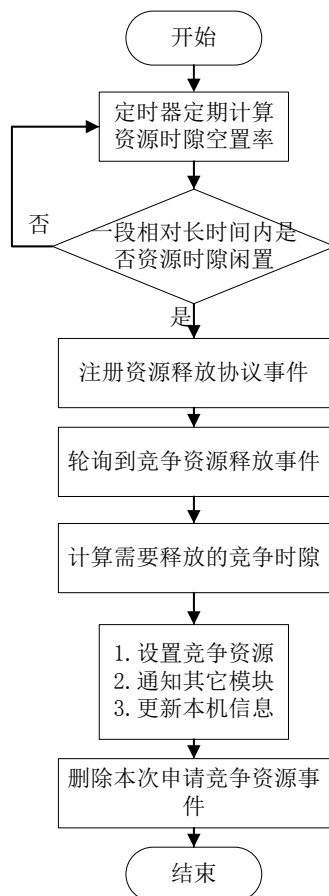 开始
定时器定期计算
资源时隙空置率
否
一段相对长时间内是
否资源时隙闲置
是
注册资源释放协议事件
轮询到竞争资源释放事件
计算需要释放的竞争时隙
1.设置竞争资源
2.通知其它模块
3.更新本机信息
删除本次申请竞争资源事
件
结束